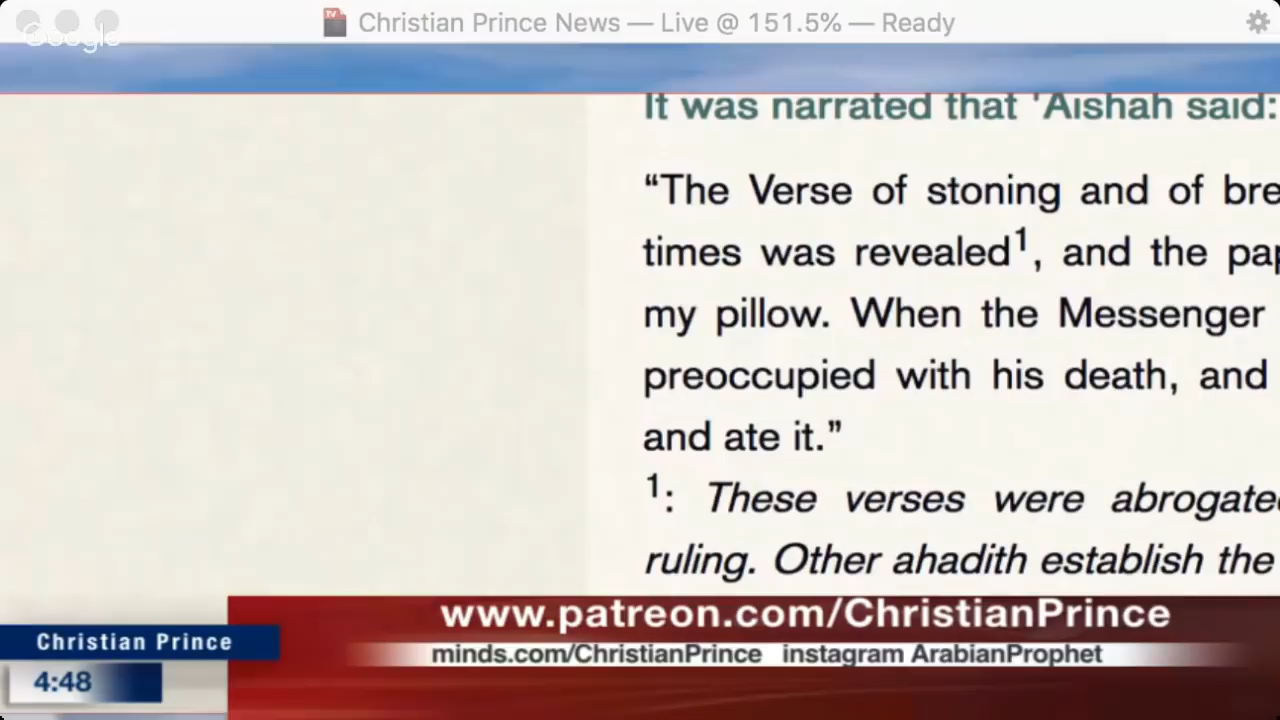 Christian Prince News — Live @ 151.5% — Ready
Google
It was narrated that 'Aishah said:
“The Verse of stoning and of
times was revealed¹, and the
my pillow. When the Messenger
preoccupied with his death, and
and ate it.”
¹: These verses were
ruling. Other ahadith establish the
www.patreon.com/ChristianPrince
Christian Prince
minds.com/ChristianPrince instagram ArabianProphet
4:48